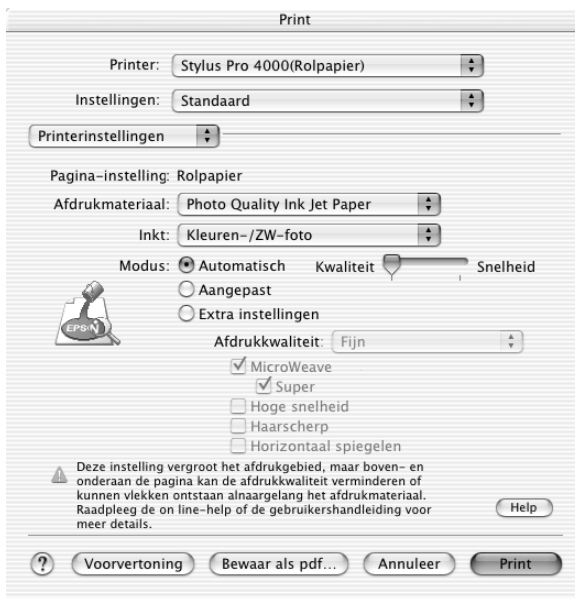 Print
Printer: Stylus Pro 4000(Rolpapier)
Instellingen: Standaard
Printerinstellingen
Pagina-instelling: Rolpapier
Afdrukmateriaal: Photo Quality Ink Jet Paper
Inkt: Kleuren-/ZW-foto
Modus: Automatisch Kwaliteit Snelheid
Aangepast
Extra instellingen
EPSON
Afdrukkwaliteit: Fijn
MicroWeave
Super
Hoge snelheid
Haarscherp
Horizontaal spiegelen
Deze instelling vergroot het afdrukgebied, maar boven- en
onderaan de pagina kan de afdrukkwaliteit verminderen of
kunnen vlekken ontstaan alnaargelang het afdrukmateriaal.
Raadpleeg de on line-help of de gebruikershandleiding voor
meer details.
Help
? Voorvertoning Bewaar als pdf... Annuleer Print